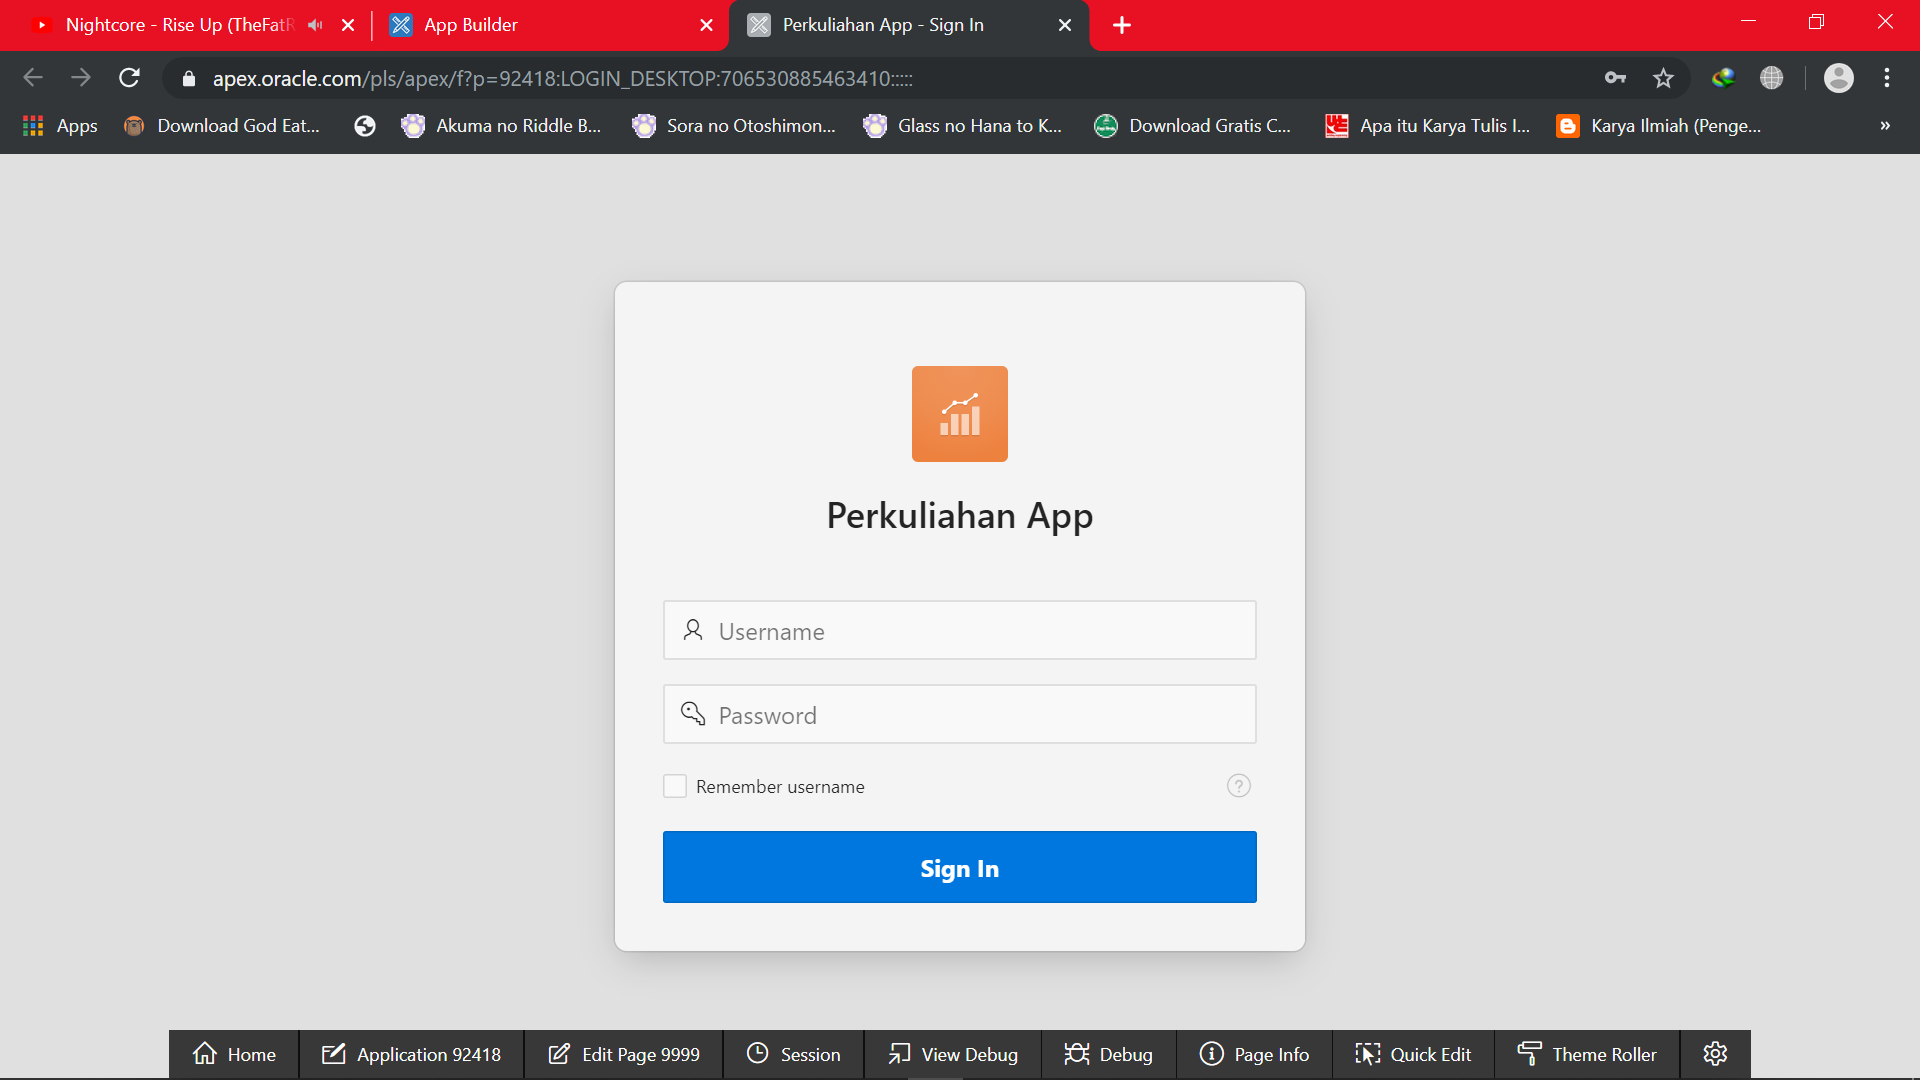 Nightcore - Rise Up (TheFatR
App Builder
Perkuliahan App - Sign In
apex.oracle.com/pls/apex/f?p=92418:LOGIN_DESKTOP:706530885463410:::::
Apps
Download God Eat...
Akuma no Riddle B...
Sora no Otoshimon...
Glass no Hana to K...
Download Gratis C...
Apa itu Karya Tulis I...
Karya Ilmiah (Penge...
»
Perkuliahan App
Username
Password
Remember username
?
Sign In
Home
Application 92418
Edit Page 9999
Session
View Debug
Debug
Page Info
Quick Edit
Theme Roller